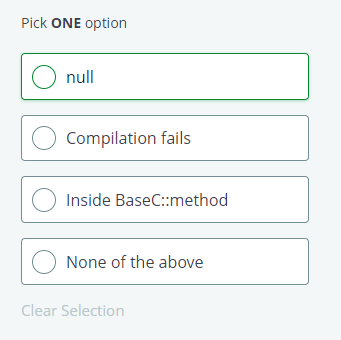 Pick ONE option
null
Compilation fails
Inside BaseC::method
None of the above
Clear Selection